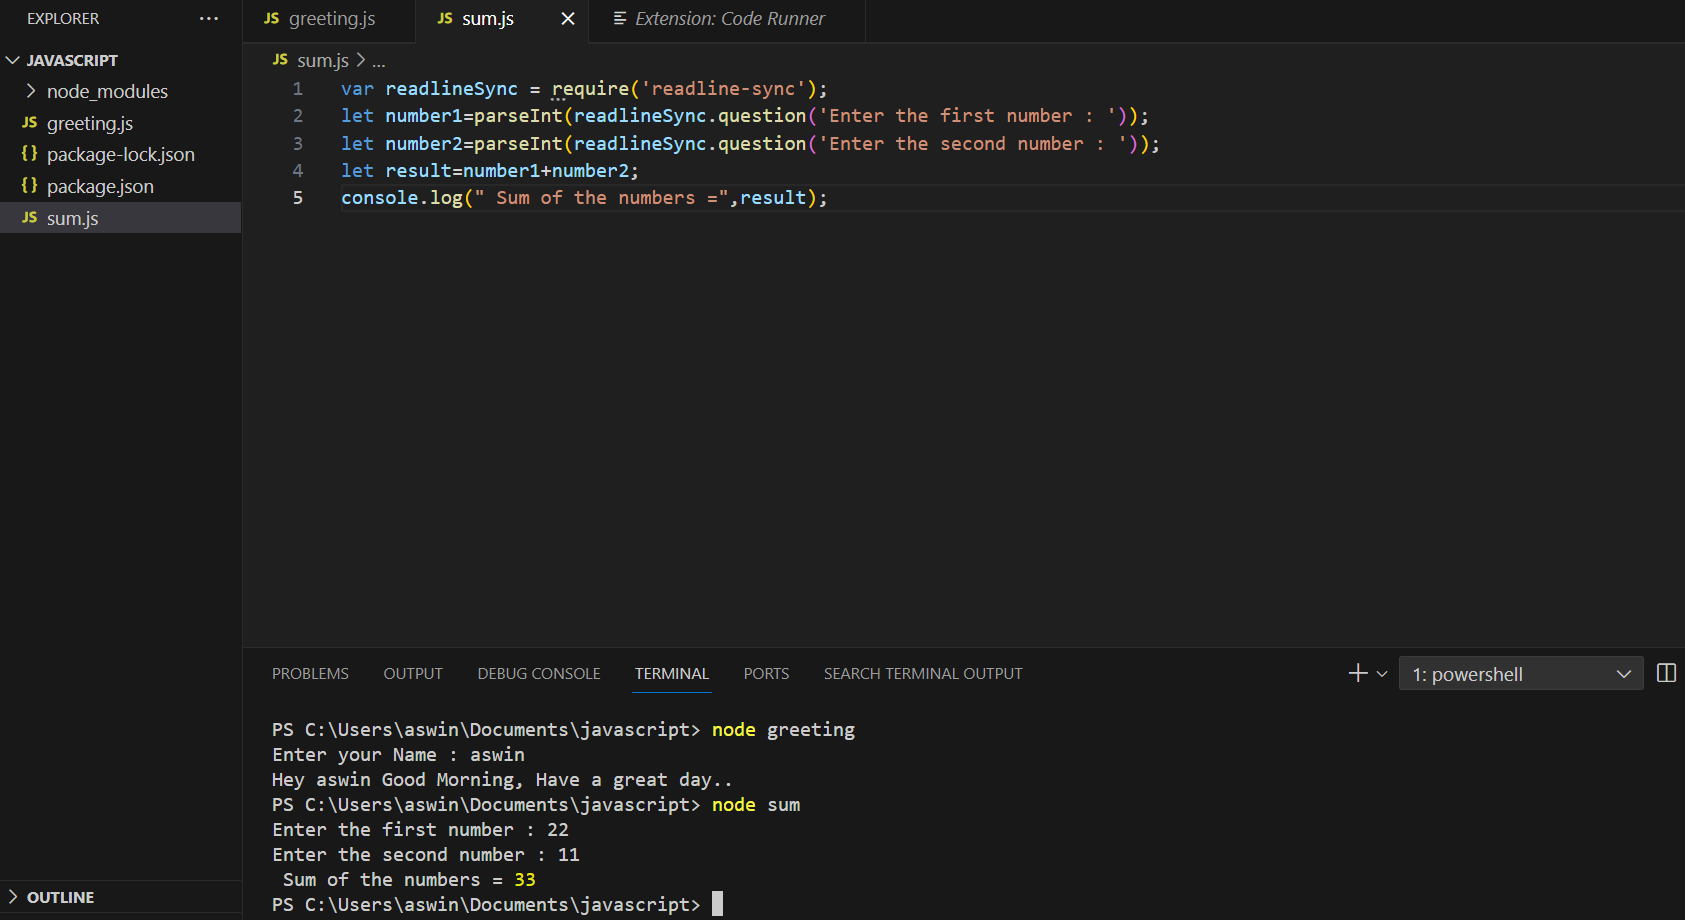 EXPLORER ...
JAVASCRIPT
node_modules
JS greeting.js
{} package-lock.json
{} package.json
JS sum.js
OUTLINE
JS greeting.js JS sum.js Extension: Code Runner
JS sum.js > ...
1 var readlineSync = require('readline-sync');
2 let number1=parseInt(readlineSync.question('Enter the first number : '));
3 let number2=parseInt(readlineSync.question('Enter the second number : '));
4 let result=number1+number2;
5 console.log(" Sum of the numbers =",result);
PROBLEMS OUTPUT DEBUG CONSOLE TERMINAL PORTS SEARCH TERMINAL OUTPUT 1: powershell
PS C:\Users\aswin\Documents\javascript> node greeting
Enter your Name : aswin
Hey aswin Good Morning, Have a great day..
PS C:\Users\aswin\Documents\javascript> node sum
Enter the first number : 22
Enter the second number : 11
 Sum of the numbers = 33
PS C:\Users\aswin\Documents\javascript>